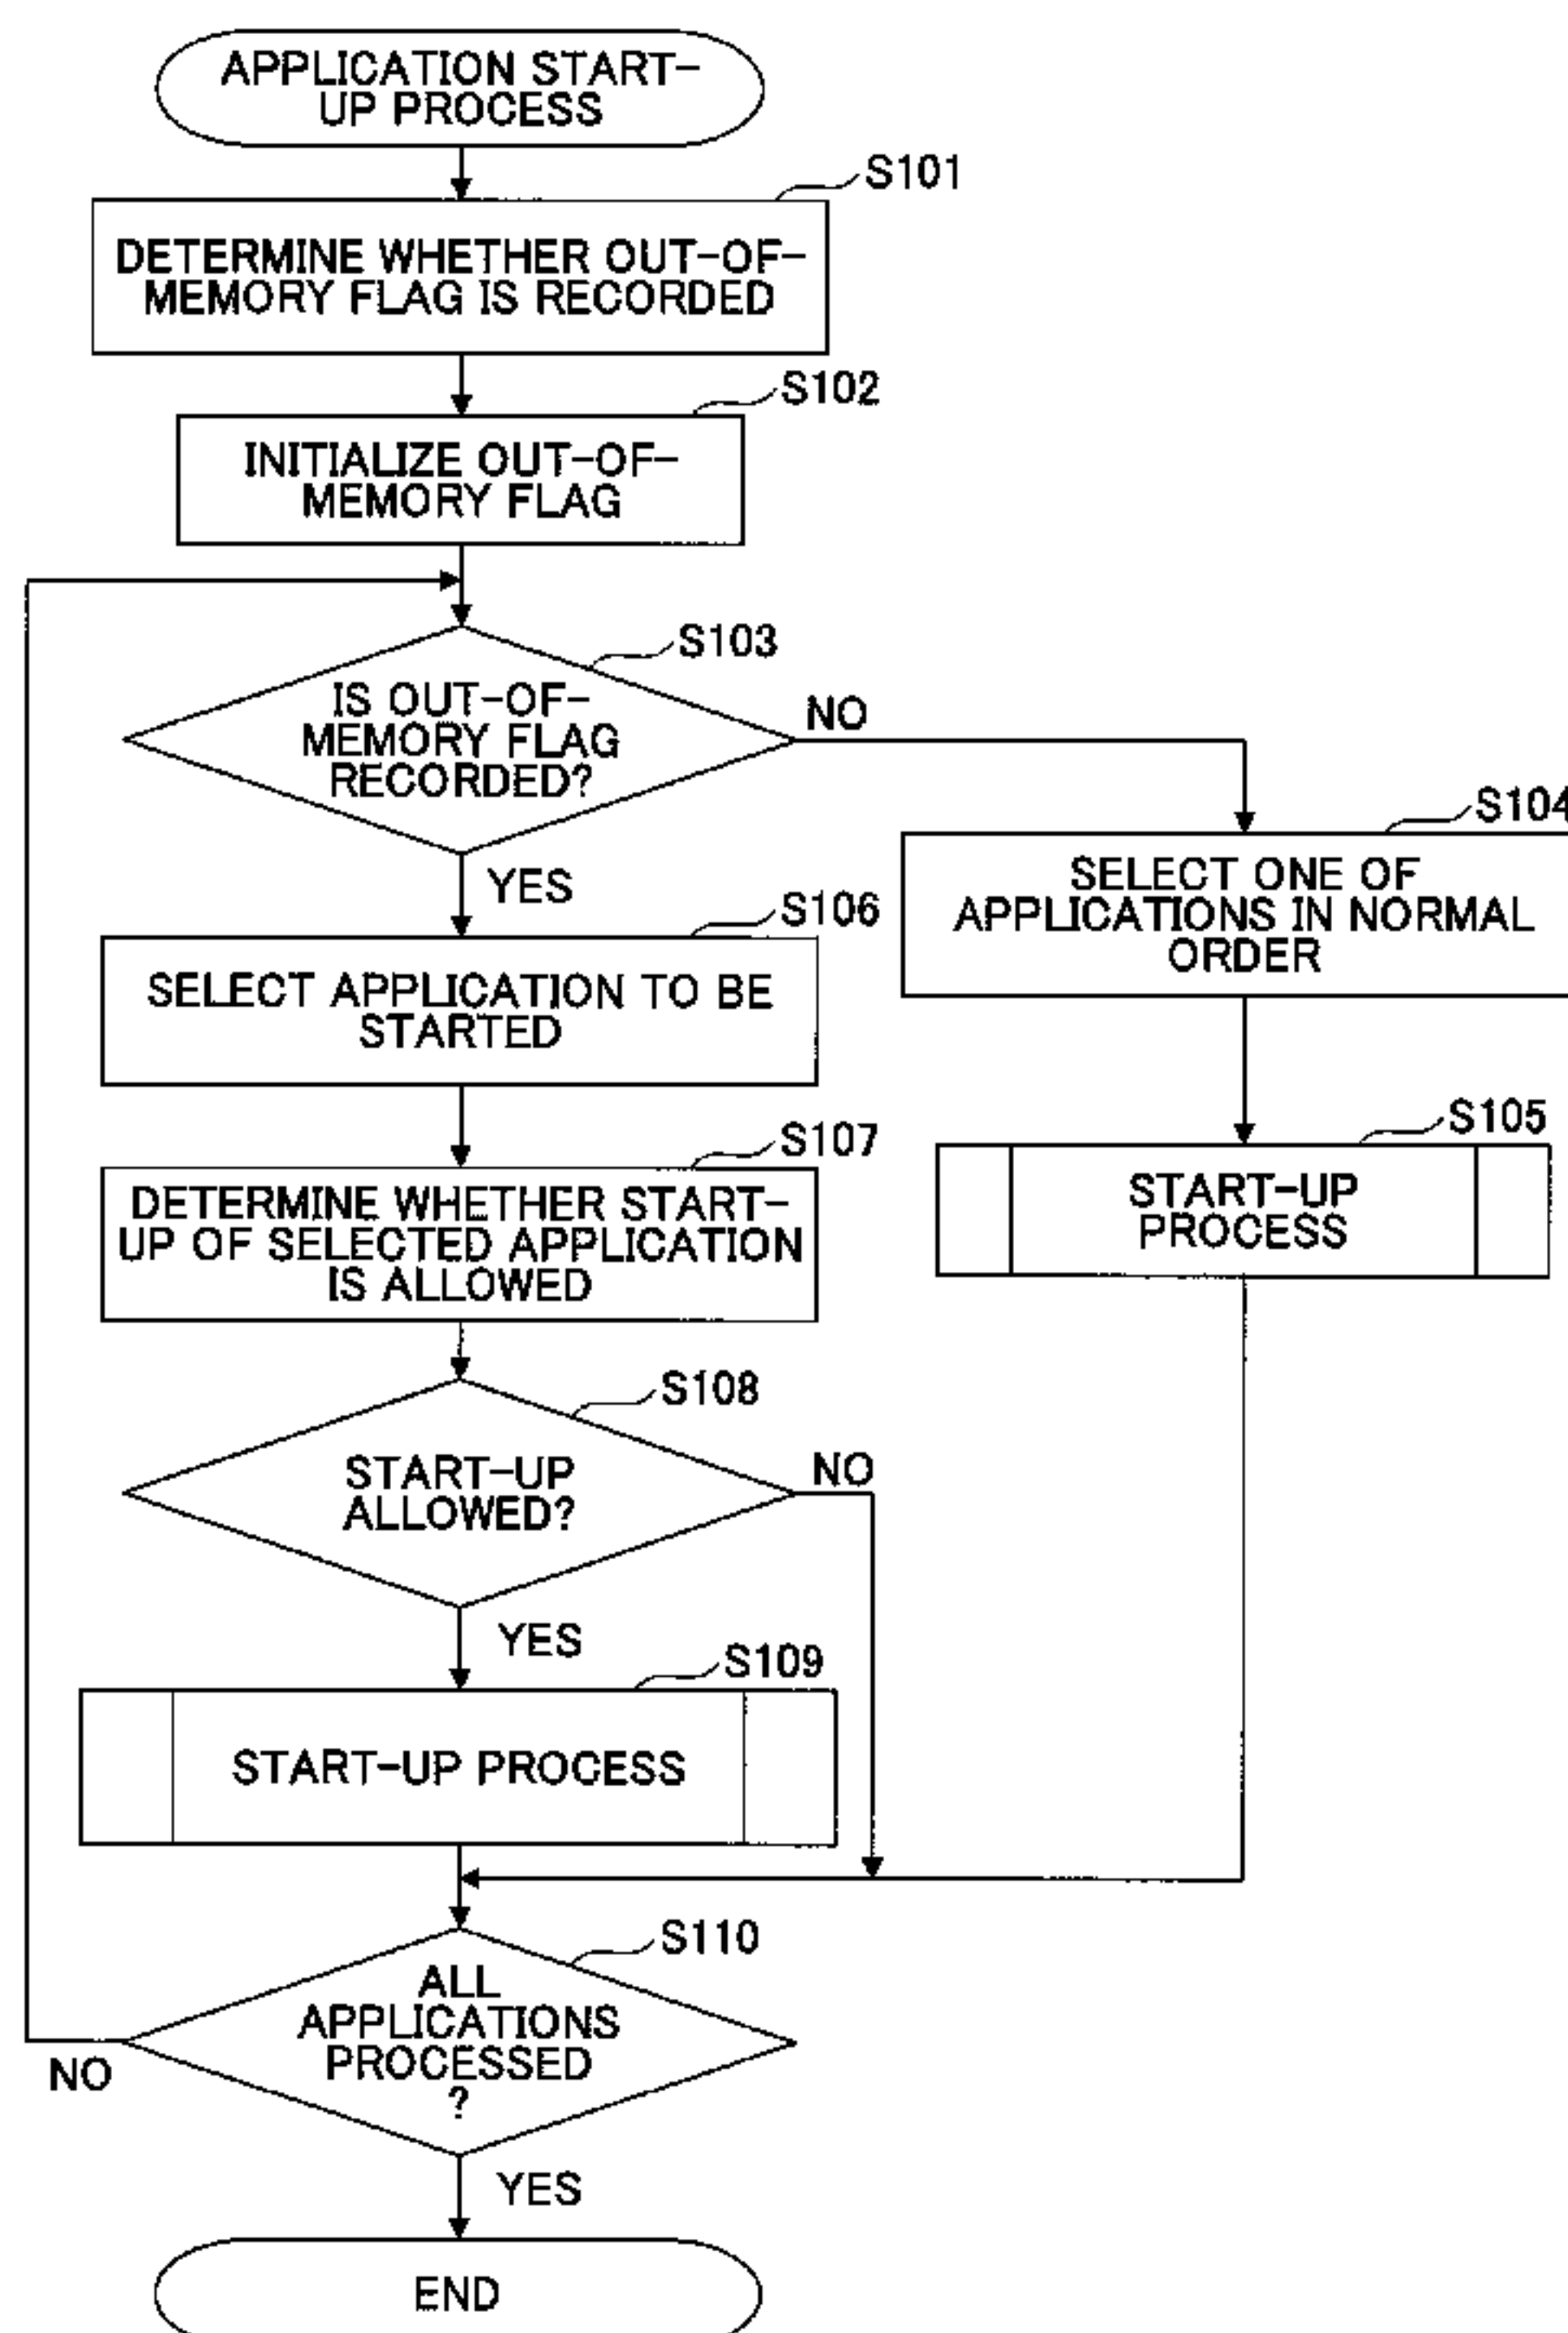 APPLICATION START-
UP PROCESS
S101
DETERMINE WHETHER OUT-OF-
MEMORY FLAG IS RECORDED
S102
INITIALIZE OUT-OF-
MEMORY FLAG
S103
IS OUT-OF-
MEMORY FLAG
RECORDED?
NO
YES
S104
SELECT ONE OF
APPLICATIONS IN NORMAL
ORDER
S105
START-UP
PROCESS
S106
SELECT APPLICATION TO BE
STARTED
S107
DETERMINE WHETHER START-
UP OF SELECTED APPLICATION
IS ALLOWED
S108
START-UP
ALLOWED?
NO
YES
S109
START-UP PROCESS
S110
ALL
APPLICATIONS
PROCESSED
?
NO
YES
END